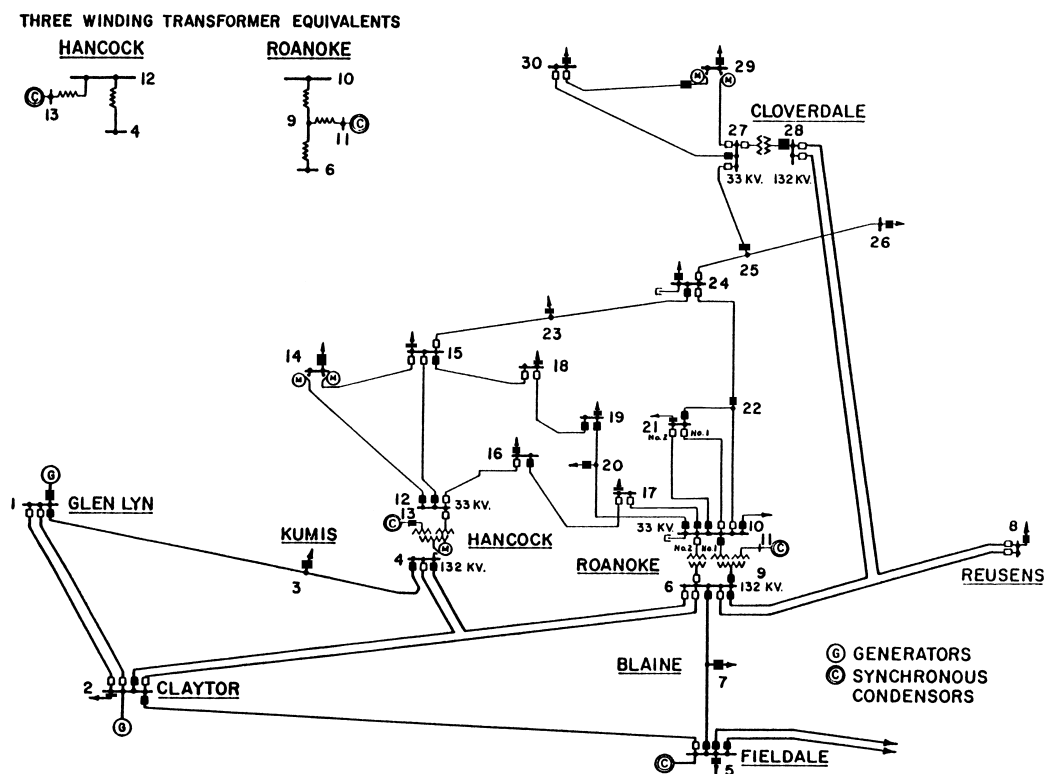 THREE WINDING TRANSFORMER EQUIVALENTS
HANCOCK
ROANOKE
12
C
13
4
10
9
C
11
6
30
29
M
M
CLOVERDALE
27
28
33 KV.
132 KV.
26
25
24
23
15
14
M
M
18
22
19
21
No.2
No.1
16
20
17
G
1
GLEN LYN
12
33 KV.
13
C
HANCOCK
KUMIS
M
4
132 KV.
3
33 KV.
10
No.2
No.1
11
C
ROANOKE
9
6
132 KV.
8
REUSENS
BLAINE
7
G GENERATORS
C SYNCHRONOUS
CONDENSORS
2
CLAYTOR
G
C
5
FIELDALE